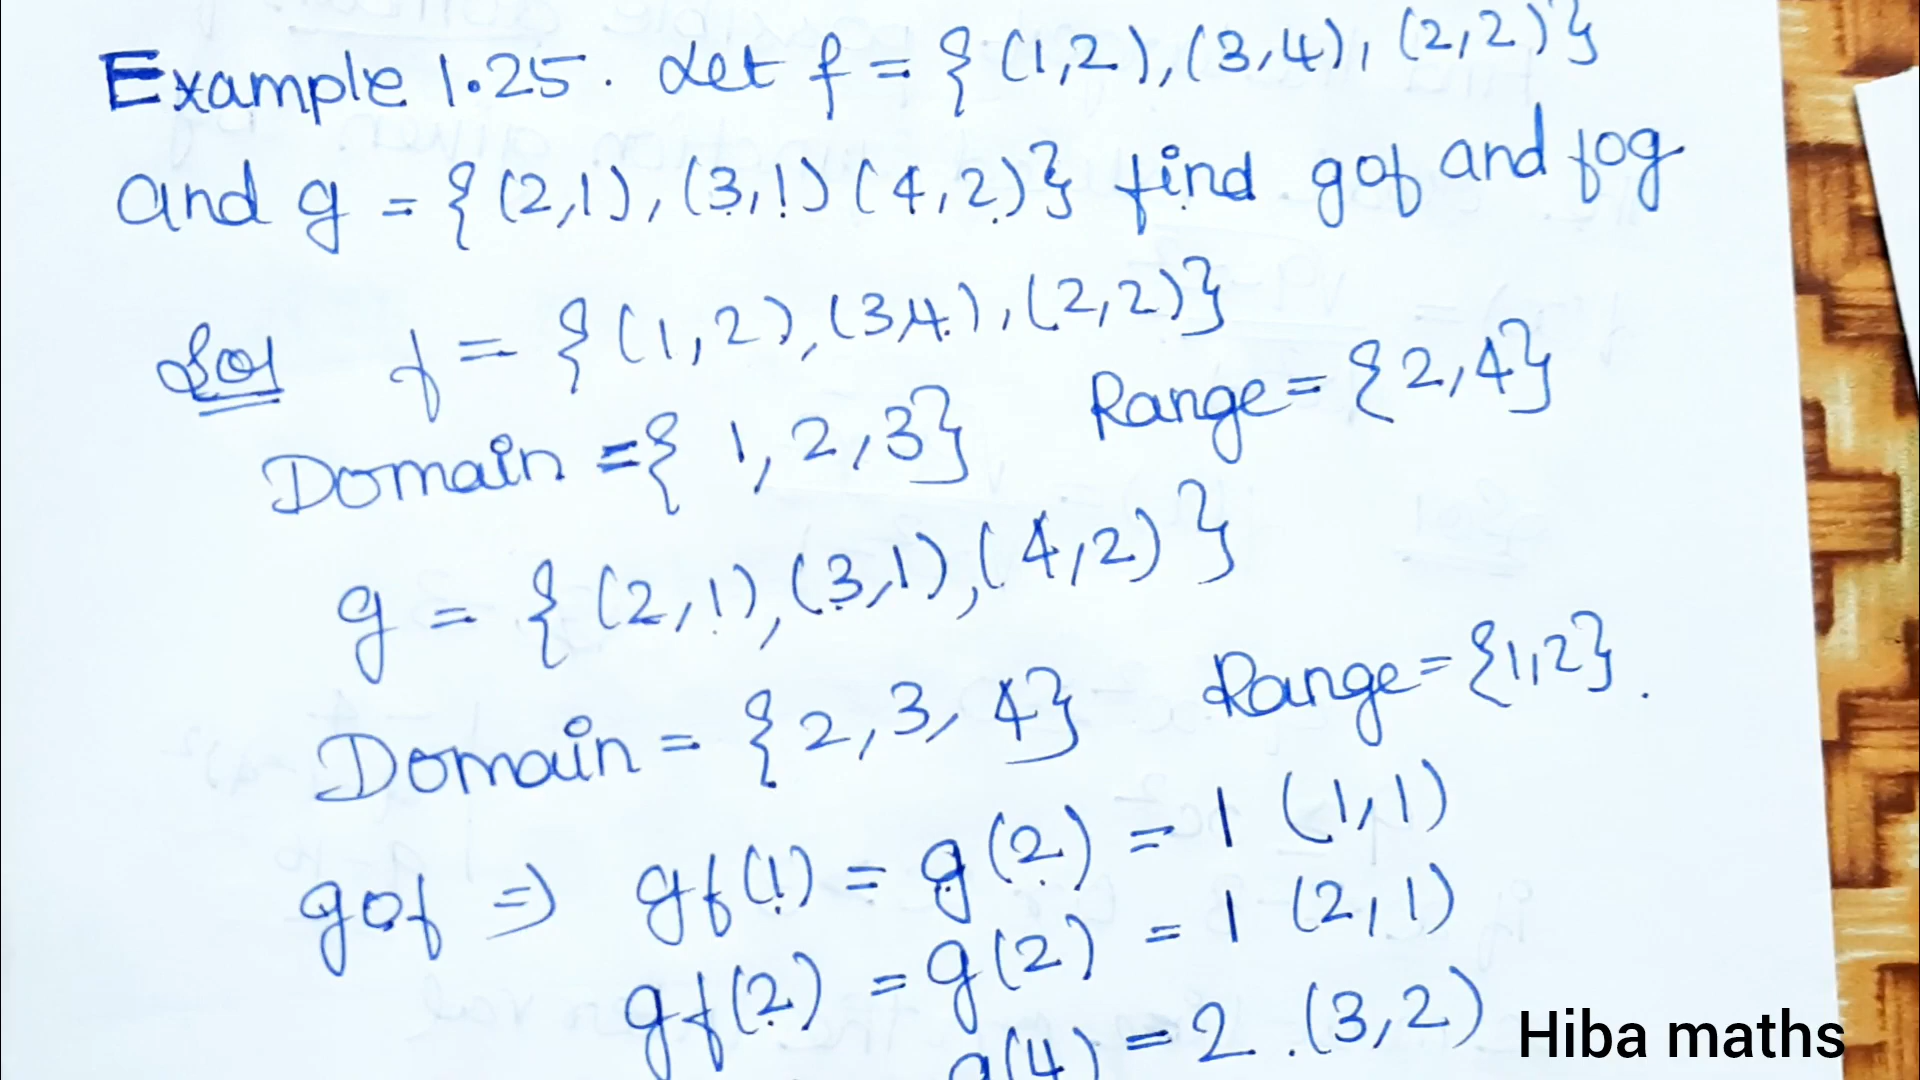 Example 1.25. Let f = {(1,2),(3,4),(2,2)}
and g = {(2,1),(3,1)(4,2)} find gof and fog
Sol f = {(1,2),(3,4),(2,2)}
Domain = {1,2,3} Range = {2,4}
g = {(2,1),(3,1),(4,2)}
Domain = {2,3,4} Range = {1,2}.
gof ⇒ gf(1) = g(2) = 1 (1,1)
gf(2) = g(2) = 1 (2,1)
g(4) = 2 .(3,2)
Hiba maths